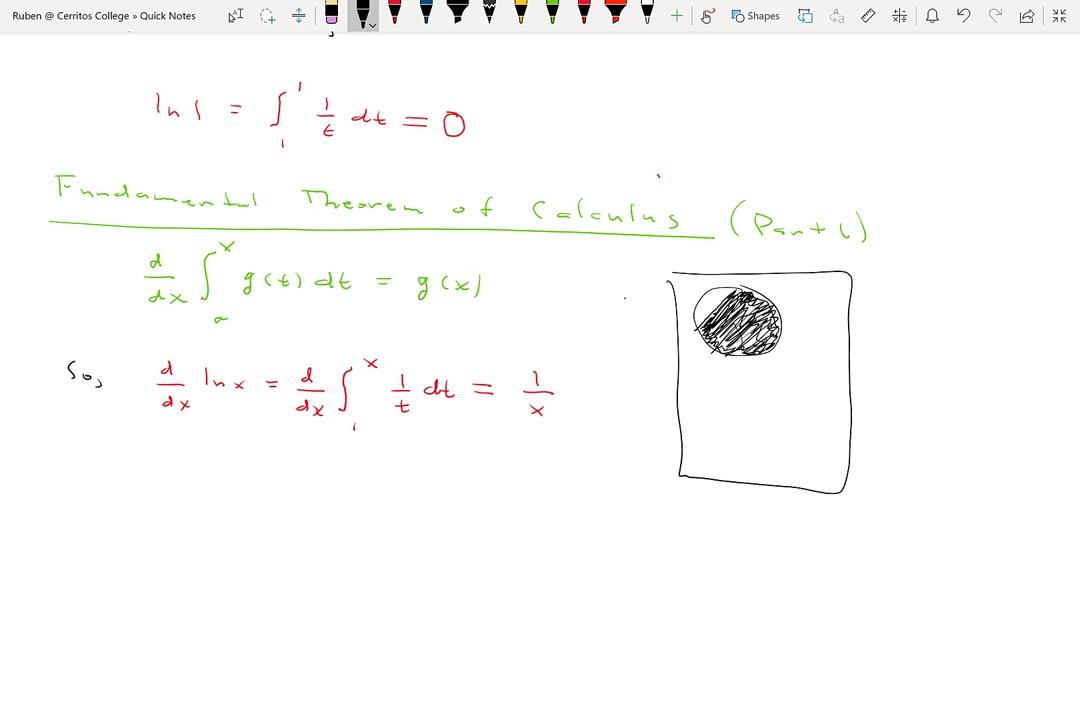 Ruben @ Cerritos College » Quick Notes Shapes
ln 1 = ∫₁¹ 1/t dt = 0
Fundamental Theorem of Calculus (Part 1)
d/dx ∫ₐˣ g(t) dt = g(x)
So, d/dx ln x = d/dx ∫₁ˣ 1/t dt = 1/x